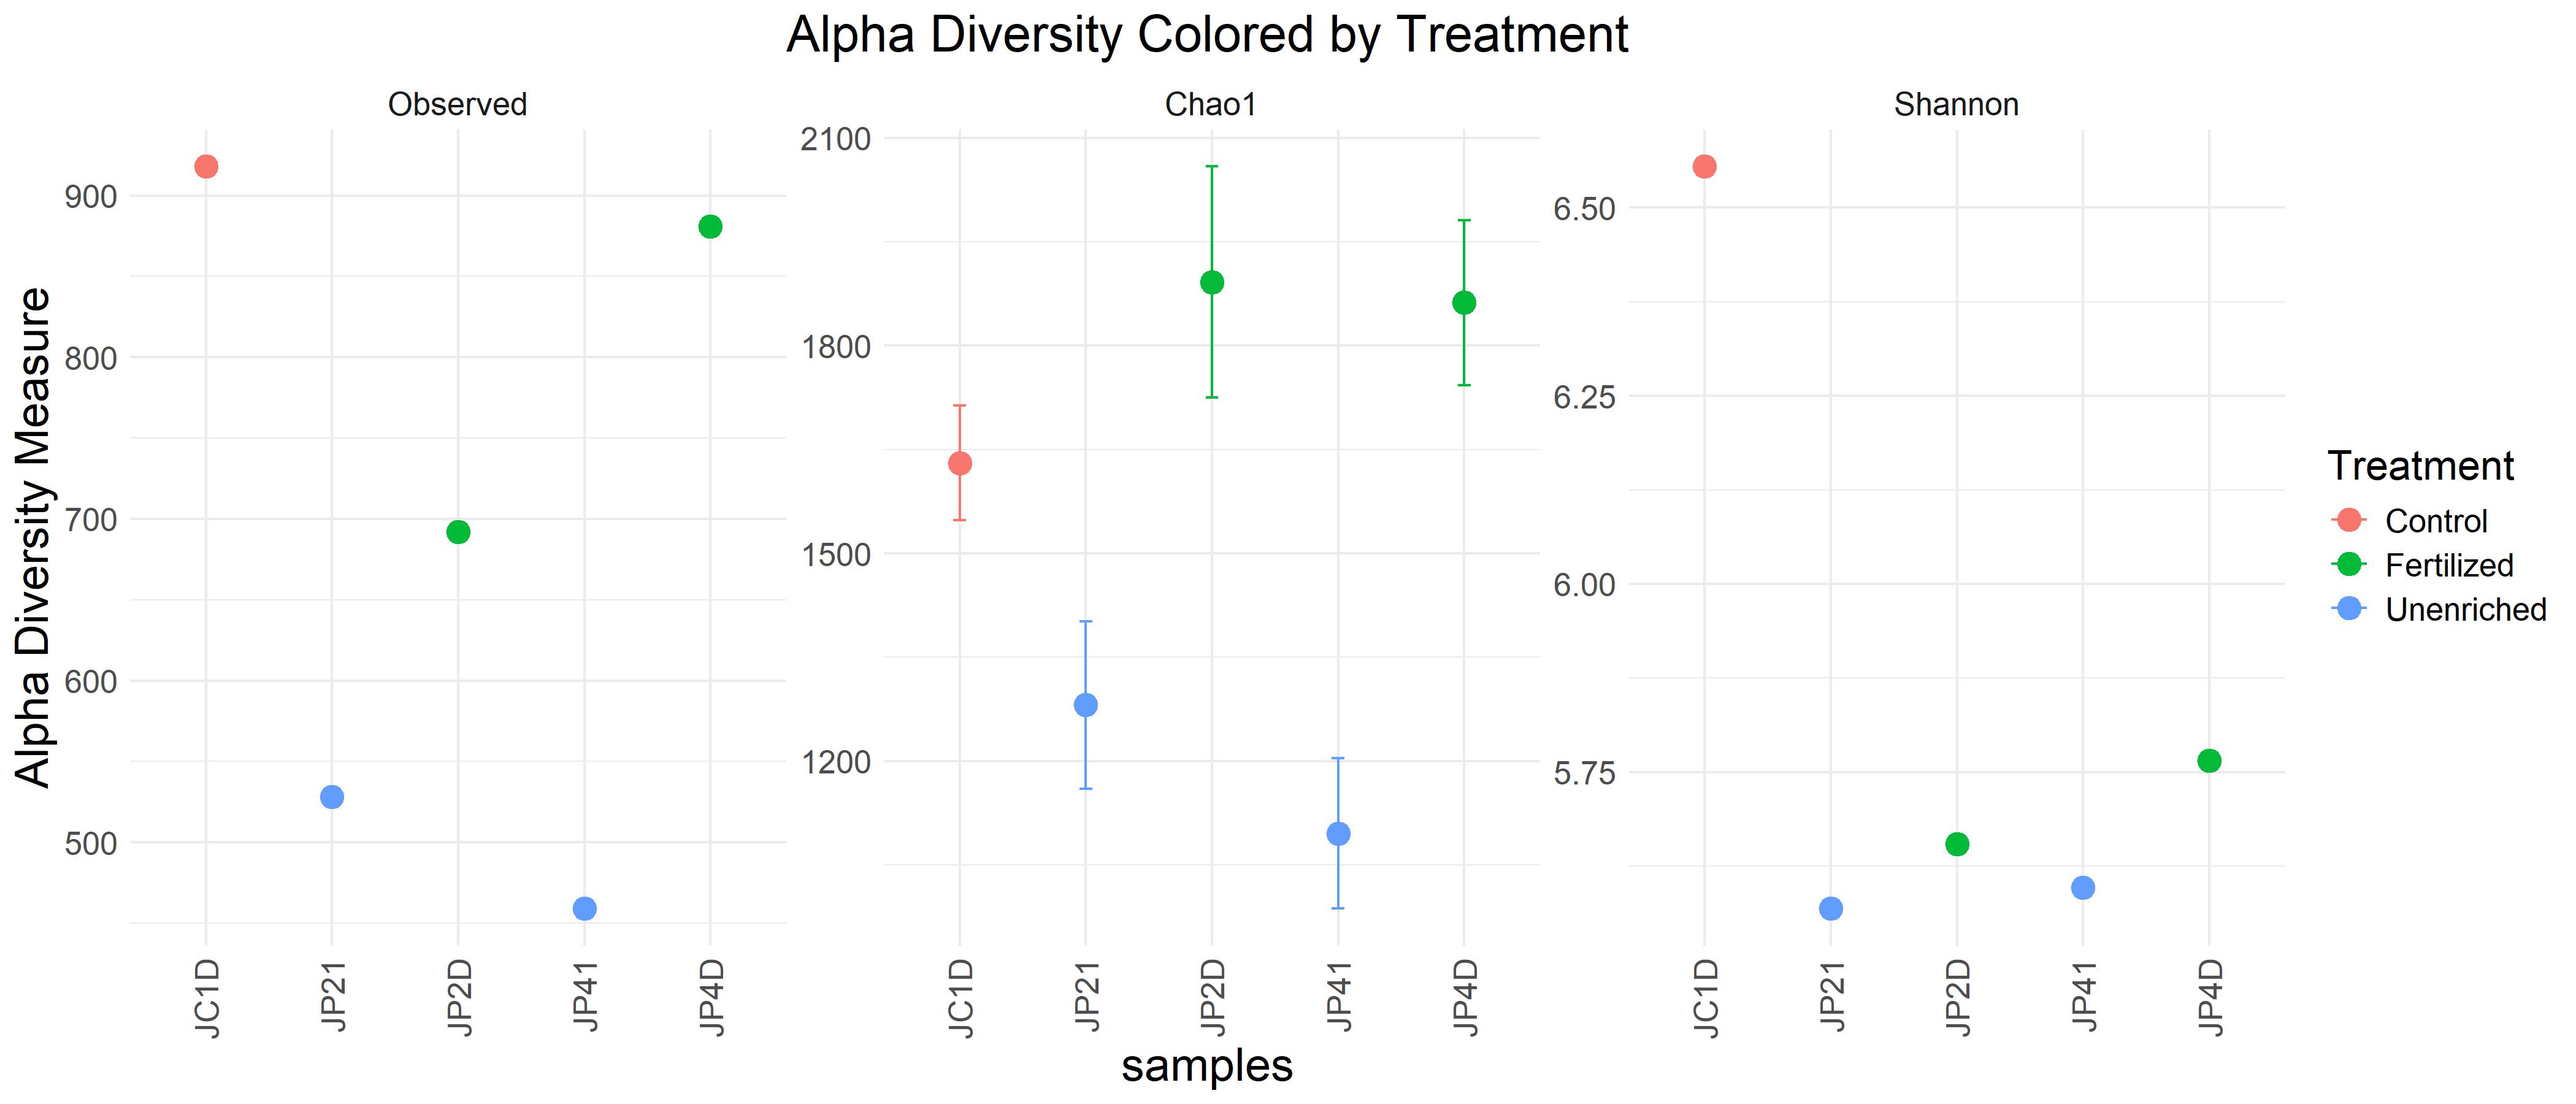 Alpha Diversity Colored by Treatment
Observed
Chao1
Shannon
Alpha Diversity Measure
900
800
700
600
500
2100
1800
1500
1200
6.50
6.25
6.00
5.75
JC1D
JP21
JP2D
JP41
JP4D
JC1D
JP21
JP2D
JP41
JP4D
JC1D
JP21
JP2D
JP41
JP4D
samples
Treatment
Control
Fertilized
Unenriched